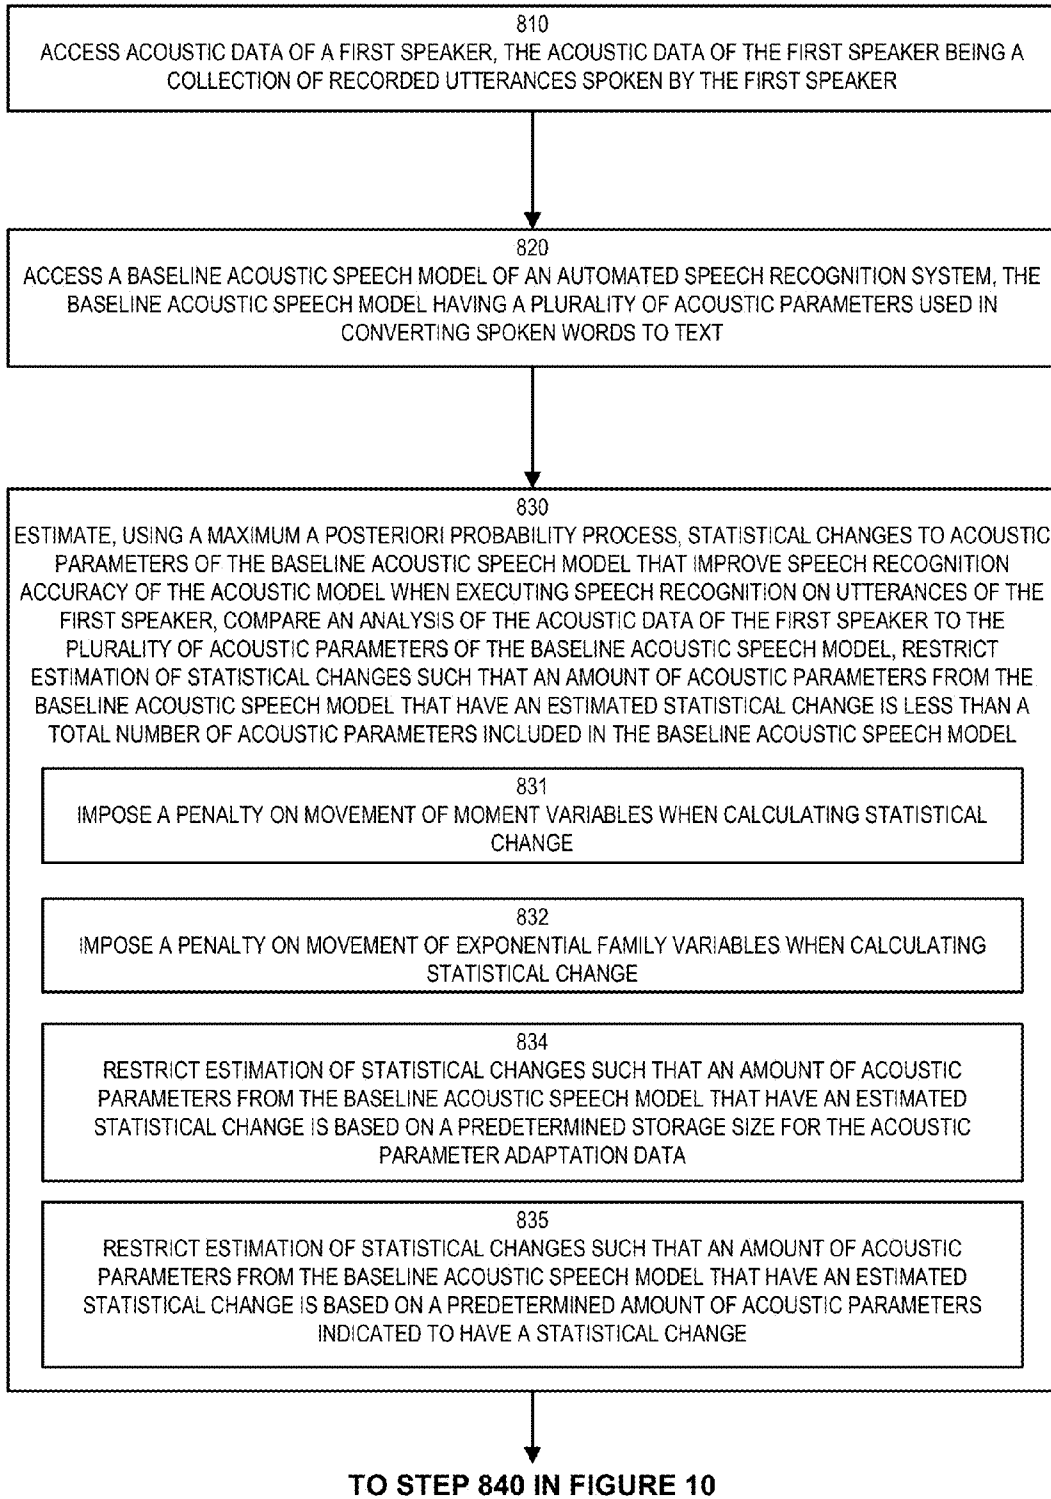 810
ACCESS ACOUSTIC DATA OF A FIRST SPEAKER, THE ACOUSTIC DATA OF THE FIRST SPEAKER BEING A
COLLECTION OF RECORDED UTTERANCES SPOKEN BY THE FIRST SPEAKER
820
ACCESS A BASELINE ACOUSTIC SPEECH MODEL OF AN AUTOMATED SPEECH RECOGNITION SYSTEM, THE
BASELINE ACOUSTIC SPEECH MODEL HAVING A PLURALITY OF ACOUSTIC PARAMETERS USED IN
CONVERTING SPOKEN WORDS TO TEXT
830
ESTIMATE, USING A MAXIMUM A POSTERIORI PROBABILITY PROCESS, STATISTICAL CHANGES TO ACOUSTIC
PARAMETERS OF THE BASELINE ACOUSTIC SPEECH MODEL THAT IMPROVE SPEECH RECOGNITION
ACCURACY OF THE ACOUSTIC MODEL WHEN EXECUTING SPEECH RECOGNITION ON UTTERANCES OF THE
FIRST SPEAKER, COMPARE AN ANALYSIS OF THE ACOUSTIC DATA OF THE FIRST SPEAKER TO THE
PLURALITY OF ACOUSTIC PARAMETERS OF THE BASELINE ACOUSTIC SPEECH MODEL, RESTRICT
ESTIMATION OF STATISTICAL CHANGES SUCH THAT AN AMOUNT OF ACOUSTIC PARAMETERS FROM THE
BASELINE ACOUSTIC SPEECH MODEL THAT HAVE AN ESTIMATED STATISTICAL CHANGE IS LESS THAN A
TOTAL NUMBER OF ACOUSTIC PARAMETERS INCLUDED IN THE BASELINE ACOUSTIC SPEECH MODEL
831
IMPOSE A PENALTY ON MOVEMENT OF MOMENT VARIABLES WHEN CALCULATING STATISTICAL
CHANGE
832
IMPOSE A PENALTY ON MOVEMENT OF EXPONENTIAL FAMILY VARIABLES WHEN CALCULATING
STATISTICAL CHANGE
834
RESTRICT ESTIMATION OF STATISTICAL CHANGES SUCH THAT AN AMOUNT OF ACOUSTIC
PARAMETERS FROM THE BASELINE ACOUSTIC SPEECH MODEL THAT HAVE AN ESTIMATED
STATISTICAL CHANGE IS BASED ON A PREDETERMINED STORAGE SIZE FOR THE ACOUSTIC
PARAMETER ADAPTATION DATA
835
RESTRICT ESTIMATION OF STATISTICAL CHANGES SUCH THAT AN AMOUNT OF ACOUSTIC
PARAMETERS FROM THE BASELINE ACOUSTIC SPEECH MODEL THAT HAVE AN ESTIMATED
STATISTICAL CHANGE IS BASED ON A PREDETERMINED AMOUNT OF ACOUSTIC PARAMETERS
INDICATED TO HAVE A STATISTICAL CHANGE
TO STEP 840 IN FIGURE 10